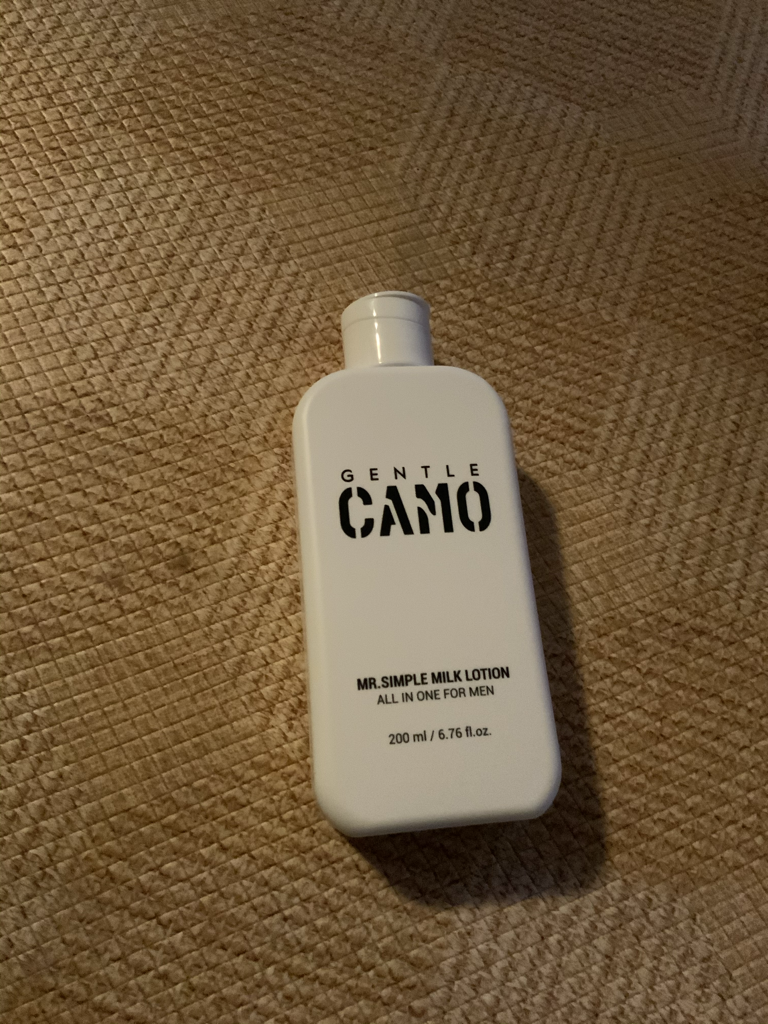 GENTLE
CAMO
MR.SIMPLE MILK LOTION
ALL IN ONE FOR MEN
200 ml / 6.76 fl.oz.